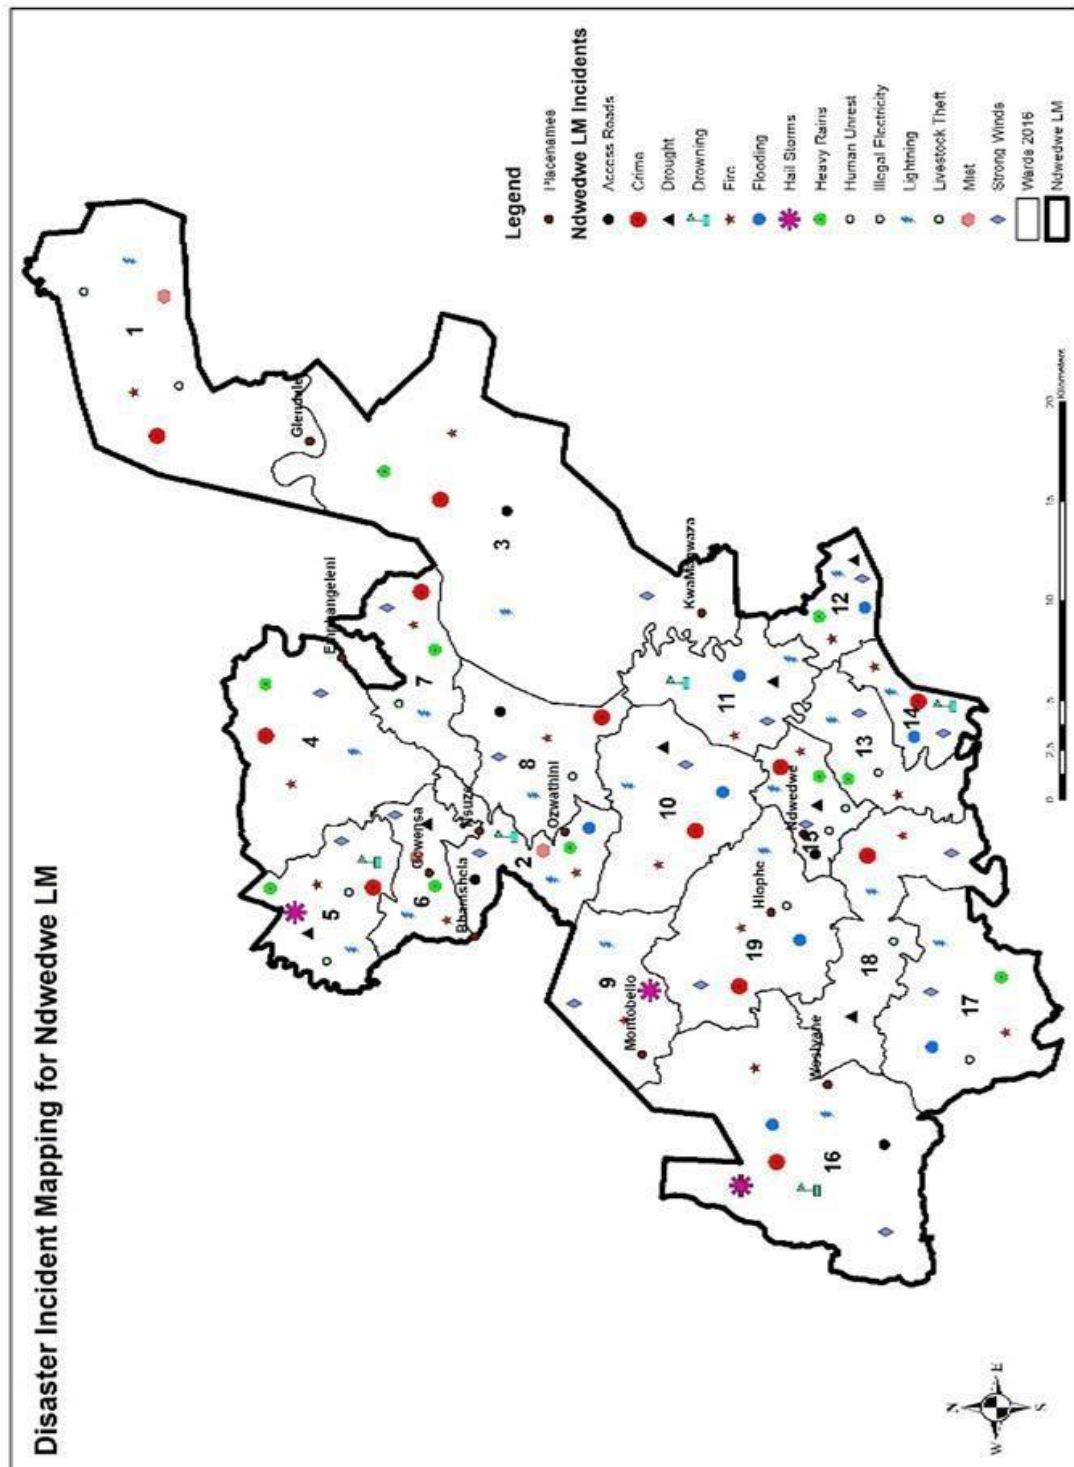 Disaster Incident Mapping for Ndwedwe LM
Legend
Placenames
Ndwedwe LM Incidents
Access Roads
Crime
Drought
Drowning
Fire
Flooding
Hail Storms
Heavy Rains
Human Unrest
Illegal Electricity
Lightning
Livestock Theft
Mist
Strong Winds
Wards 2016
Ndwedwe LM
1
Glendale
3
Emphangeleni
7
4
KwaMagwaza
12
11
14
13
8
Ozwathini
Nsuze
2
10
Ndwedwe
15
Gcwensa
6
Bhamshela
5
9
Montobello
Hlophe
19
18
17
Wosiyane
16
0
2.5
5
10
15
20
Kilometers
N
W
E
S